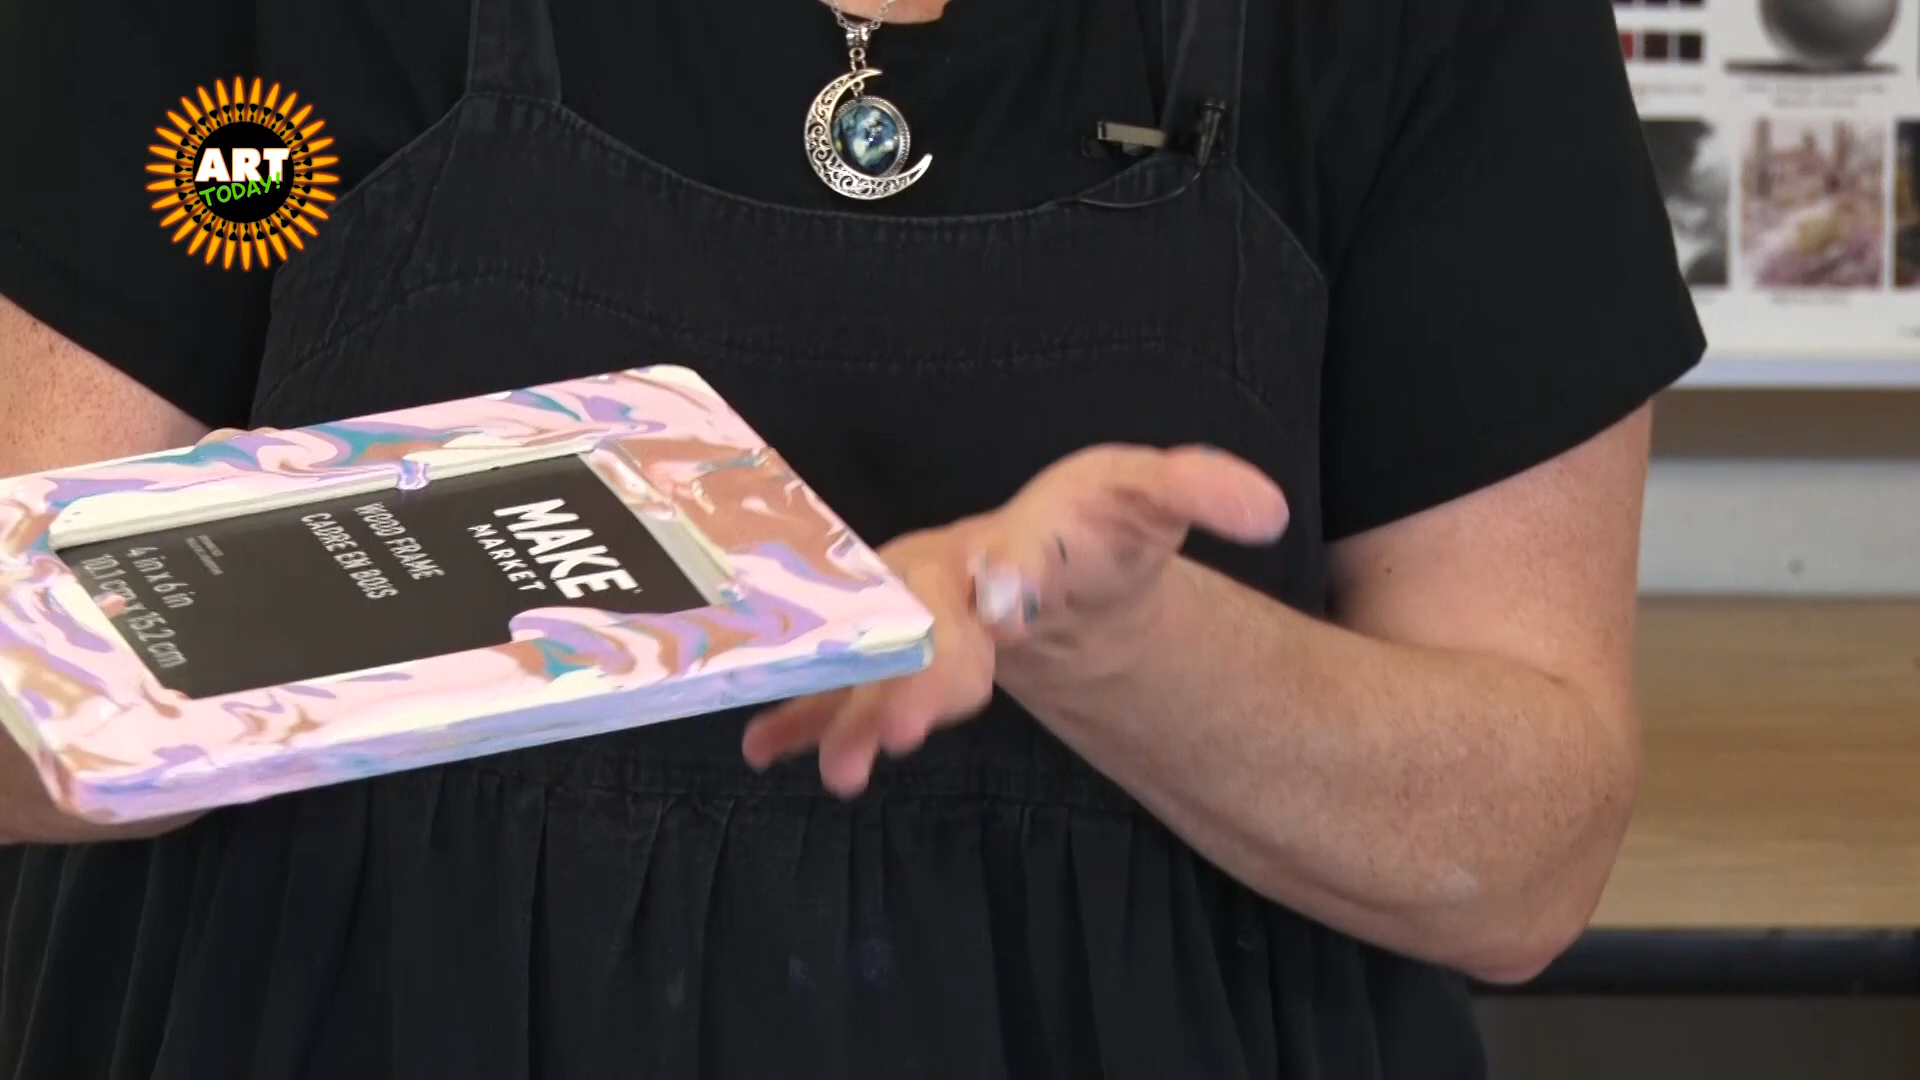 ART
TODAY!
MAKE
MARKET
WOOD FRAME
CADRE EN BOIS
4 in x 6 in
10.1 cm x 15.2 cm